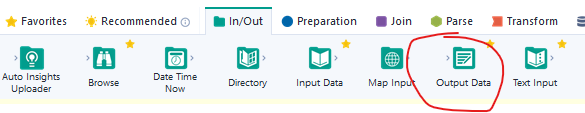 Favorites Recommended In/Out Preparation Join Parse Transform
Auto Insights Browse Date Time Directory Input Data Map Input Output Data Text Input
Uploader Now